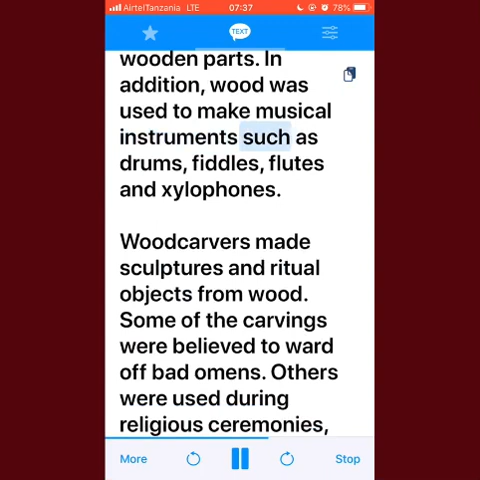 AirtelTanzania LTE 07:37 78%
TEXT
wooden parts. In
addition, wood was
used to make musical
instruments such as
drums, fiddles, flutes
and xylophones.
Woodcarvers made
sculptures and ritual
objects from wood.
Some of the carvings
were believed to ward
off bad omens. Others
were used during
religious ceremonies,
More Stop